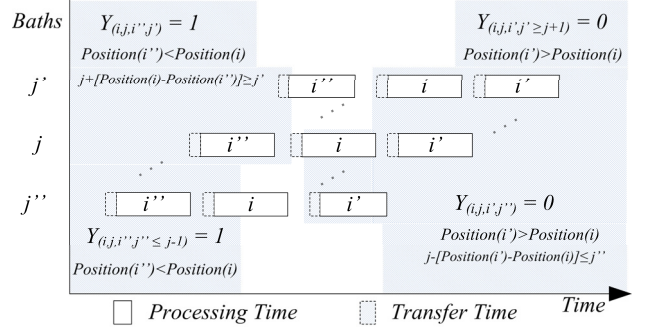 Baths
Y(i,j,i'',j') = 1
Position(i'')<Position(i)
j+[Position(i)-Position(i'')]≥j'
Y(i,j,i',j'≥j+1) = 0
Position(i')>Position(i)
j' i'' i i'
j i'' i i'
j'' i'' i i'
Y(i,j,i'',j''≤ j-1) = 1
Position(i'')<Position(i)
Y(i,j,i',j'') = 0
Position(i')>Position(i)
j-[Position(i')-Position(i)]≤j''
Time
Processing Time Transfer Time